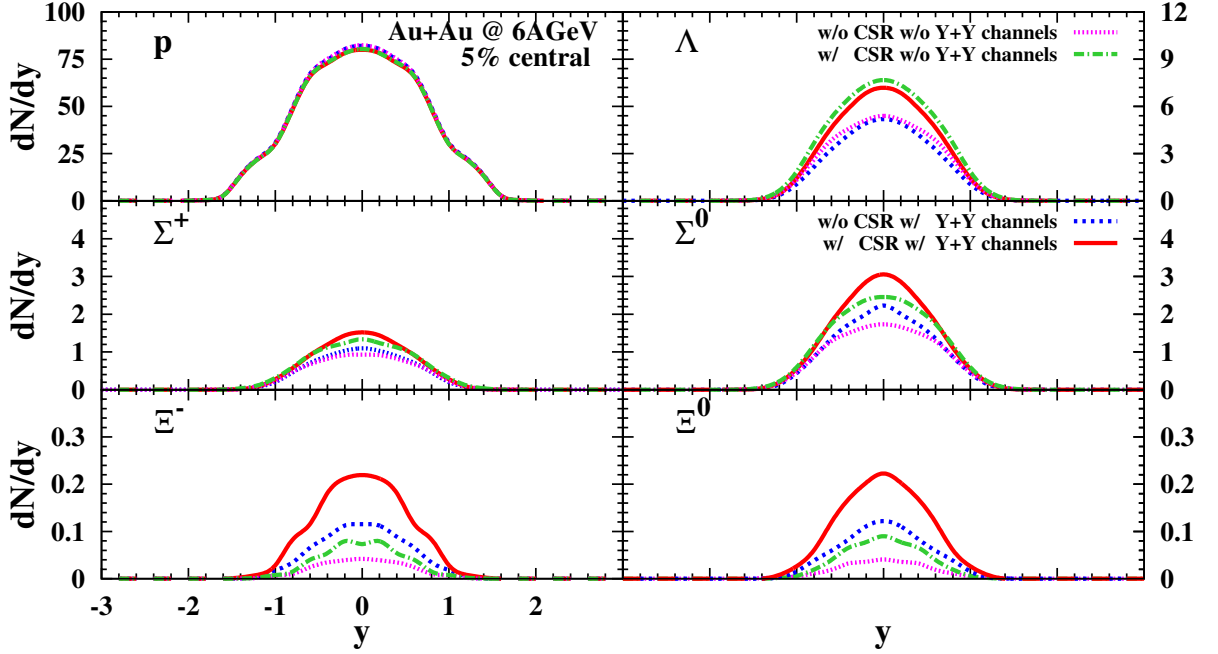 p
Au+Au @ 6AGeV
5% central
100
75
50
25
0
dN/dy
Λ
w/o CSR w/o Y+Y channels
w/ CSR w/o Y+Y channels
12
9
6
3
0
Σ⁺
4
3
2
1
0
dN/dy
Σ⁰
w/o CSR w/ Y+Y channels
w/ CSR w/ Y+Y channels
4
3
2
1
0
Ξ⁻
0.3
0.2
0.1
0
dN/dy
Ξ⁰
0.3
0.2
0.1
0
-3 -2 -1 0 1 2
y
y